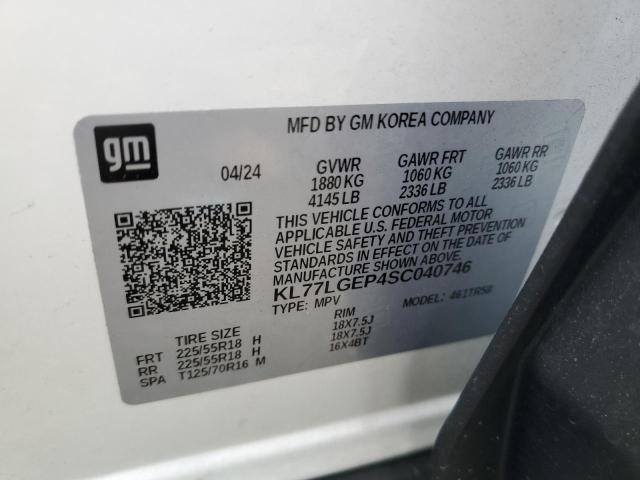 gm
MFD BY GM KOREA COMPANY
04/24 GVWR GAWR FRT GAWR RR
1880 KG 1060 KG 1060 KG
4145 LB 2336 LB 2336 LB
THIS VEHICLE CONFORMS TO ALL
APPLICABLE U.S. FEDERAL MOTOR
VEHICLE SAFETY AND THEFT PREVENTION
STANDARDS IN EFFECT ON THE DATE OF
MANUFACTURE SHOWN ABOVE.
KL77LGEP4SC040746
TYPE: MPV MODEL: 461TR58
TIRE SIZE RIM
FRT 225/55R18 H 18X7.5J
RR 225/55R18 H 18X7.5J
SPA T125/70R16 M 16X4BT